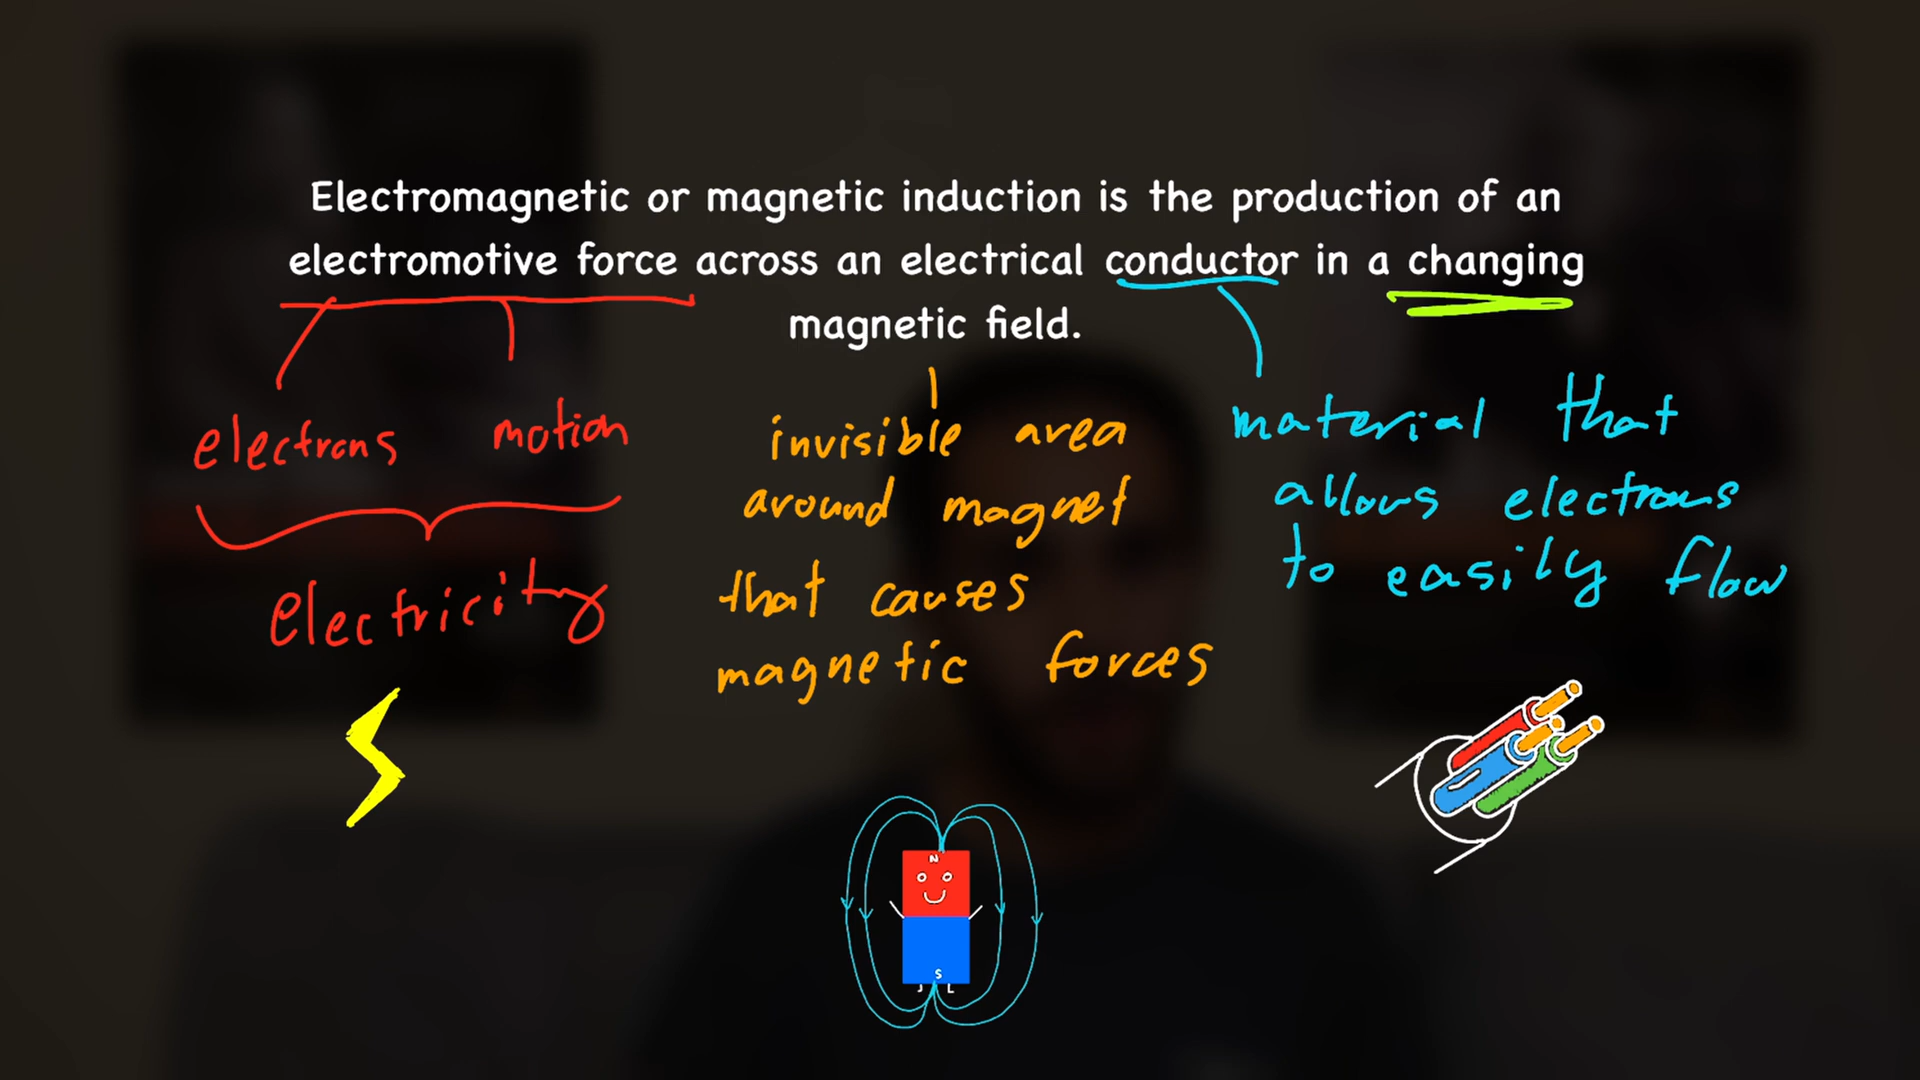 Electromagnetic or magnetic induction is the production of an
electromotive force across an electrical conductor in a changing
magnetic field.
electrons motion
electricity
invisible area
around magnet
that causes
magnetic forces
material that
allows electrons
to easily flow
N
S